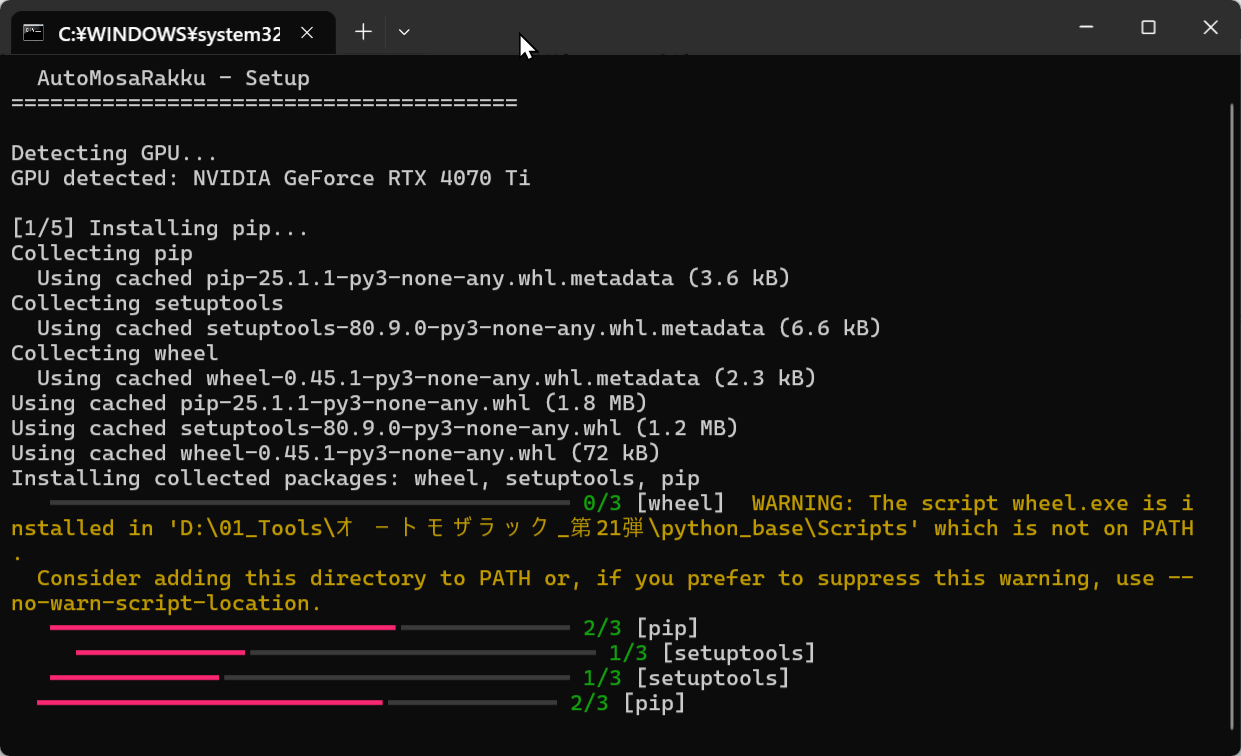 C:¥WINDOWS¥system32
AutoMosaRakku - Setup
=======================================
Detecting GPU...
GPU detected: NVIDIA GeForce RTX 4070 Ti
[1/5] Installing pip...
Collecting pip
Using cached pip-25.1.1-py3-none-any.whl.metadata (3.6 kB)
Collecting setuptools
Using cached setuptools-80.9.0-py3-none-any.whl.metadata (6.6 kB)
Collecting wheel
Using cached wheel-0.45.1-py3-none-any.whl.metadata (2.3 kB)
Using cached pip-25.1.1-py3-none-any.whl (1.8 MB)
Using cached setuptools-80.9.0-py3-none-any.whl (1.2 MB)
Using cached wheel-0.45.1-py3-none-any.whl (72 kB)
Installing collected packages: wheel, setuptools, pip
0/3 [wheel]  WARNING: The script wheel.exe is i
nstalled in 'D:\01_Tools\オートモザラック_第21弾\python_base\Scripts' which is not on PATH
.
Consider adding this directory to PATH or, if you prefer to suppress this warning, use --
no-warn-script-location.
2/3 [pip]
1/3 [setuptools]
1/3 [setuptools]
2/3 [pip]